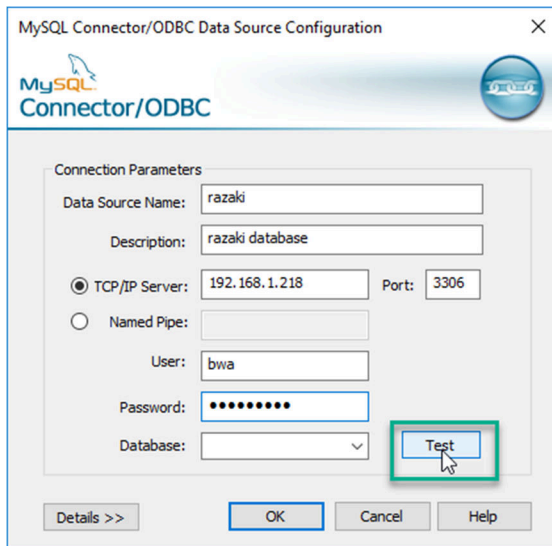 MySQL Connector/ODBC Data Source Configuration
MySQL
Connector/ODBC
Connection Parameters
Data Source Name: razaki
Description: razaki database
TCP/IP Server: 192.168.1.218 Port: 3306
Named Pipe:
User: bwa
Password: •••••••••
Database: Test
Details >> OK Cancel Help